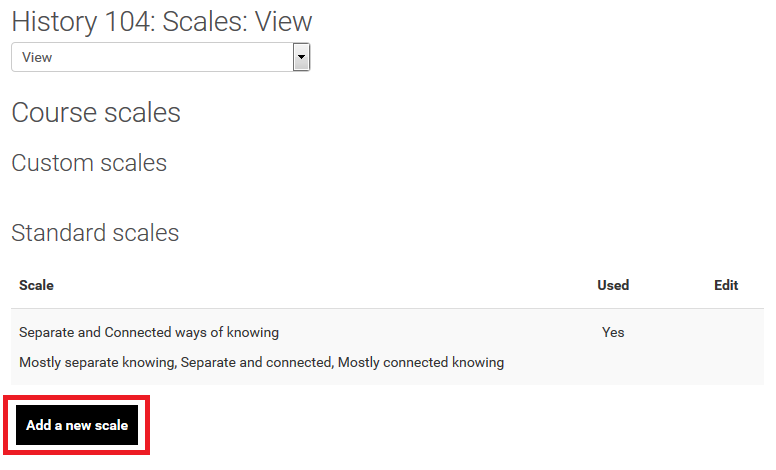 History 104: Scales: View
View
Course scales
Custom scales
Standard scales
Scale Used Edit
Separate and Connected ways of knowing Yes
Mostly separate knowing, Separate and connected, Mostly connected knowing
Add a new scale